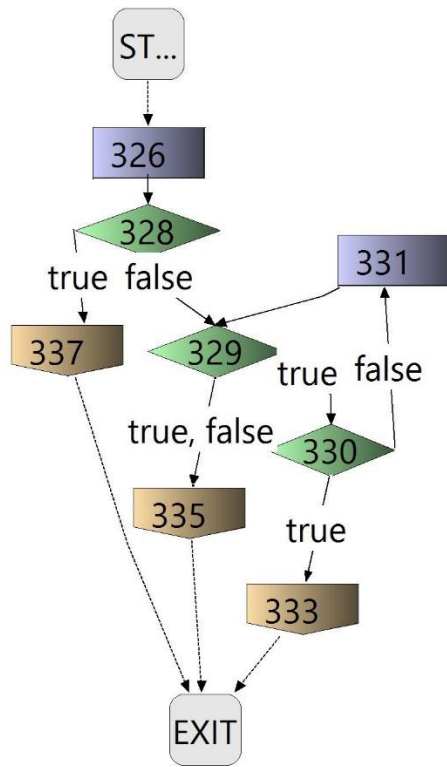 ST...
326
328
true false
331
337
329
true false
true, false
330
335
true
333
EXIT